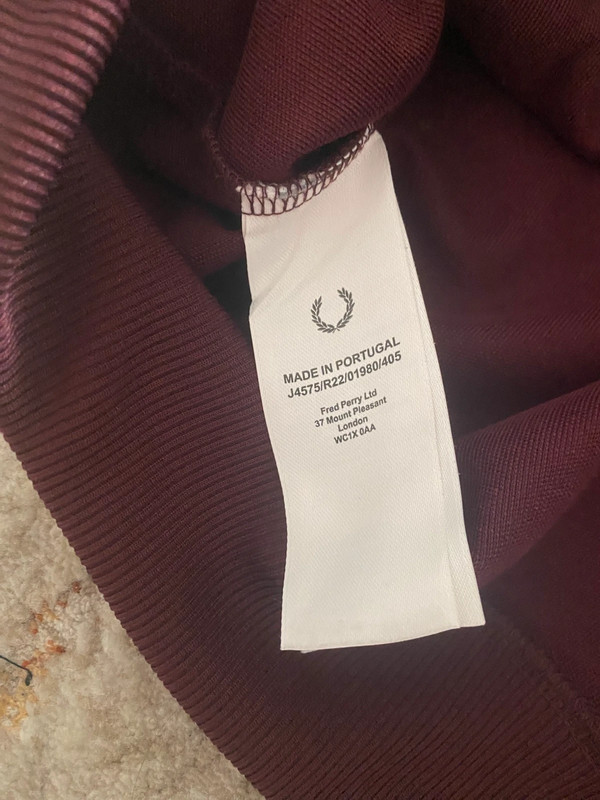 MADE IN PORTUGAL
J4575/R22/01980/405
Fred Perry Ltd
37 Mount Pleasant
London
WC1X 0AA